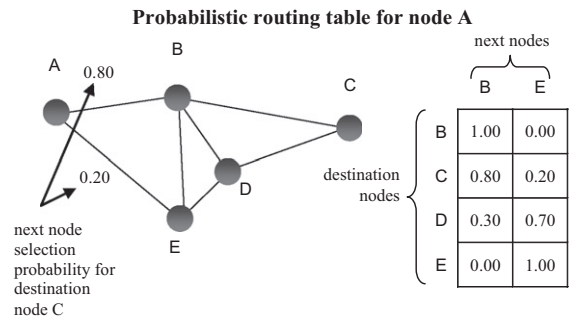 Probabilistic routing table for node A
next nodes
B E
A
0.80
B
C
D
E
0.20
next node
selection
probability for
destination
node C
destination
nodes
B 1.00 0.00
C 0.80 0.20
D 0.30 0.70
E 0.00 1.00